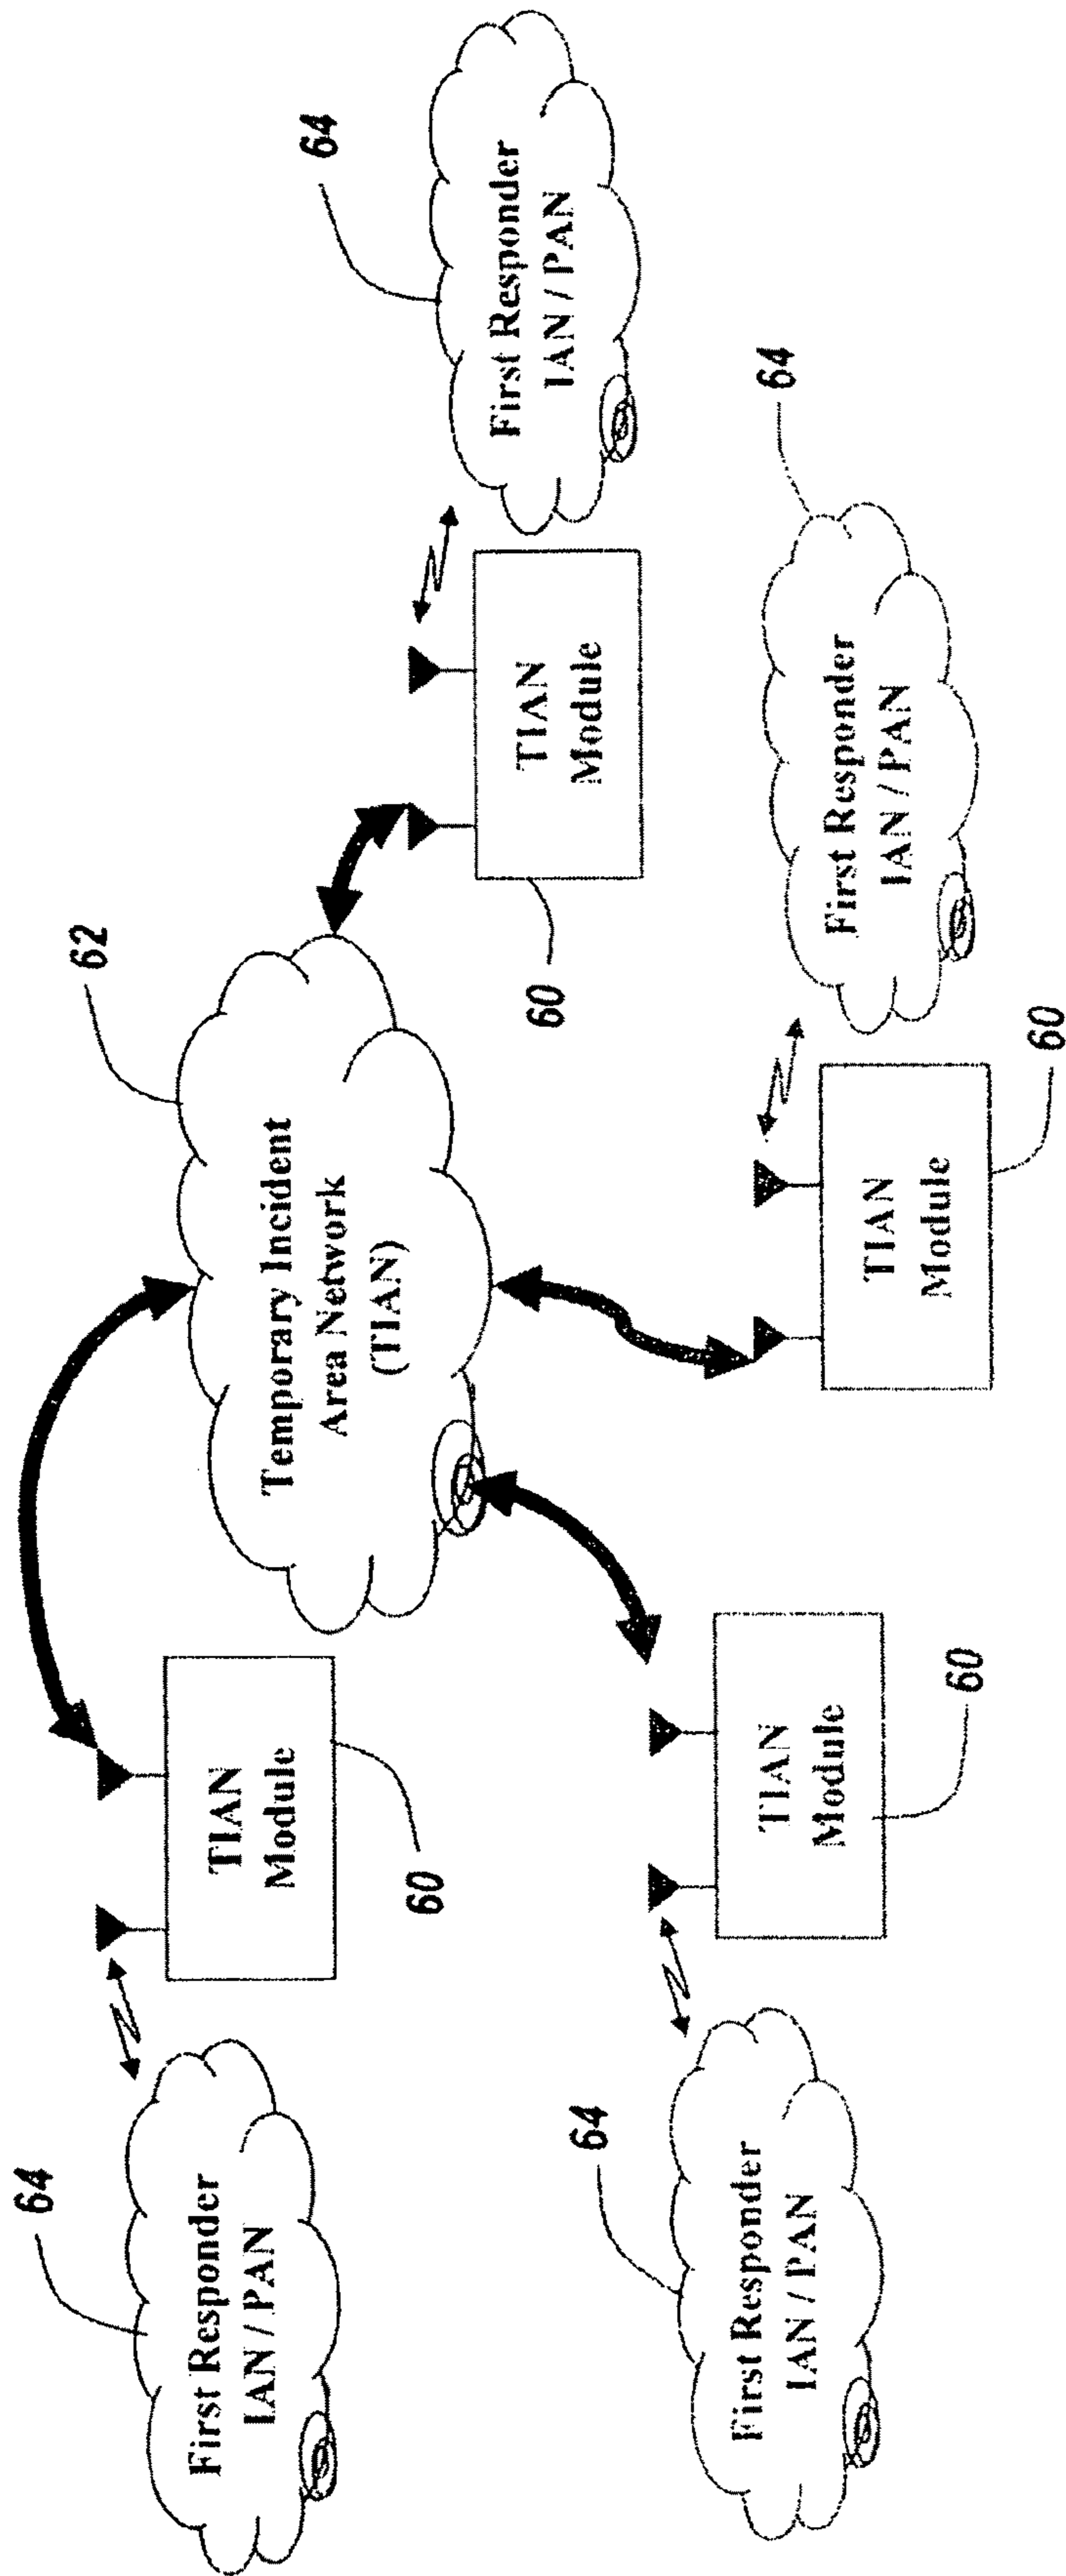 64
First Responder
IAN / PAN
TIAN
Module
60
62
Temporary Incident
Area Network
(TIAN)
64
First Responder
IAN / PAN
TIAN
Module
60
64
First Responder
IAN / PAN
TIAN
Module
60
64
First Responder
IAN / PAN
TIAN
Module
60